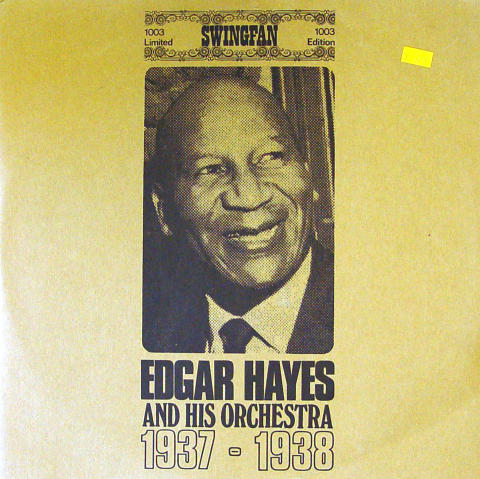 1003 SWINGFAN 1003
Limited Edition
EDGAR HAYES
AND HIS ORCHESTRA
1937 - 1938